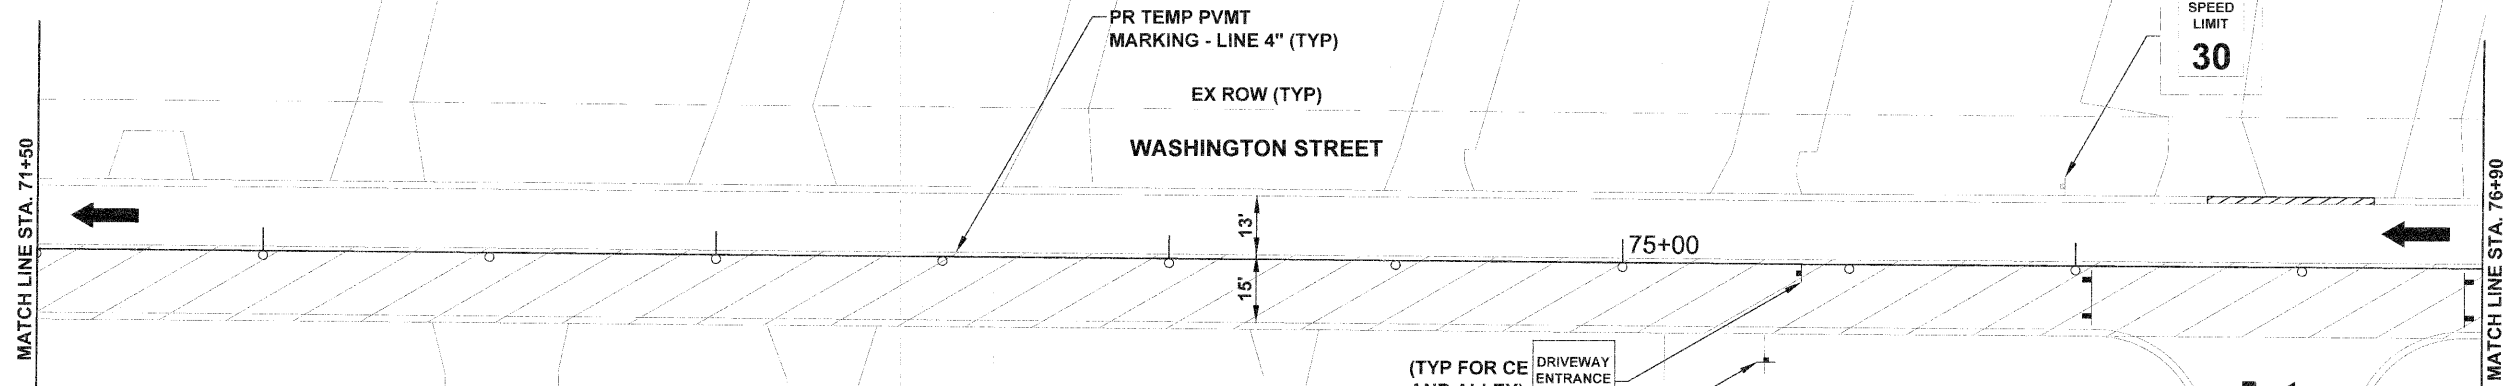 PR TEMP PVMT
MARKING - LINE 4" (TYP)
EX ROW (TYP)
WASHINGTON STREET
SPEED
LIMIT
30
MATCH LINE STA. 71+50
13'
15'
75+00
(TYP FOR CE
AND ALLEY)
DRIVEWAY
ENTRANCE
MATCH LINE STA. 76+90